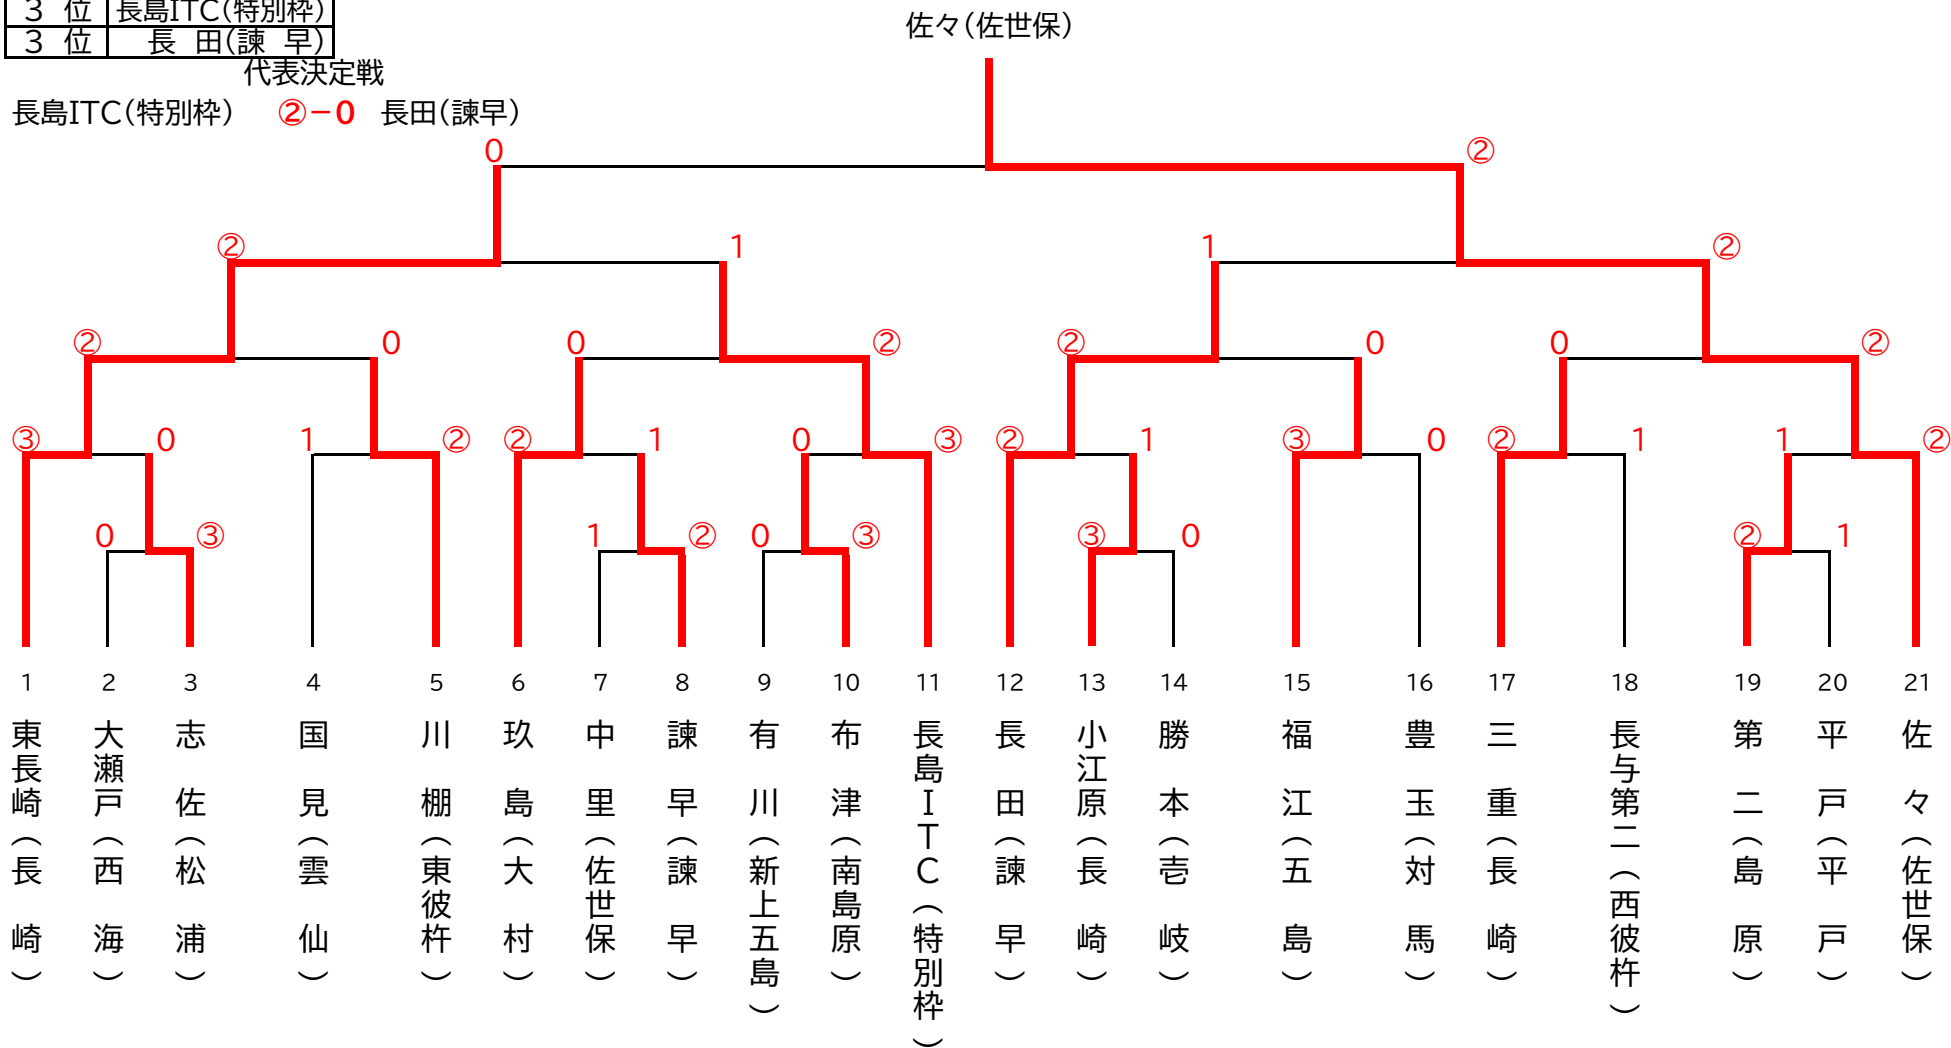 3 位 長島ITC(特別枠)
3 位 長 田(諫 早)
佐々(佐世保)
代表決定戦
長島ITC(特別枠) ②-0 長田(諫早)
0 ②
② 1 1 ②
② 0 0 ② ② 0 0 ②
③ 0 1 ② ② 1 0 ③ ② 1 ③ 0 ② 1 1 ②
0 ③ 1 ② 0 ③ ③ 0 ② 1
1 2 3 4 5 6 7 8 9 10 11 12 13 14 15 16 17 18 19 20 21
東長崎(長 崎)
大瀬戸(西 海)
志 佐(松 浦)
国 見(雲 仙)
川 棚(東彼杵)
玖 島(大 村)
中 里(佐世保)
諫 早(諫 早)
有 川(新上五島)
布 津(南島原)
長島ITC(特別枠)
長 田(諫 早)
小江原(長 崎)
勝 本(壱 岐)
福 江(五 島)
豊 玉(対 馬)
三 重(長 崎)
長与第二(西彼杵)
第 二(島 原)
平 戸(平 戸)
佐 々(佐世保)